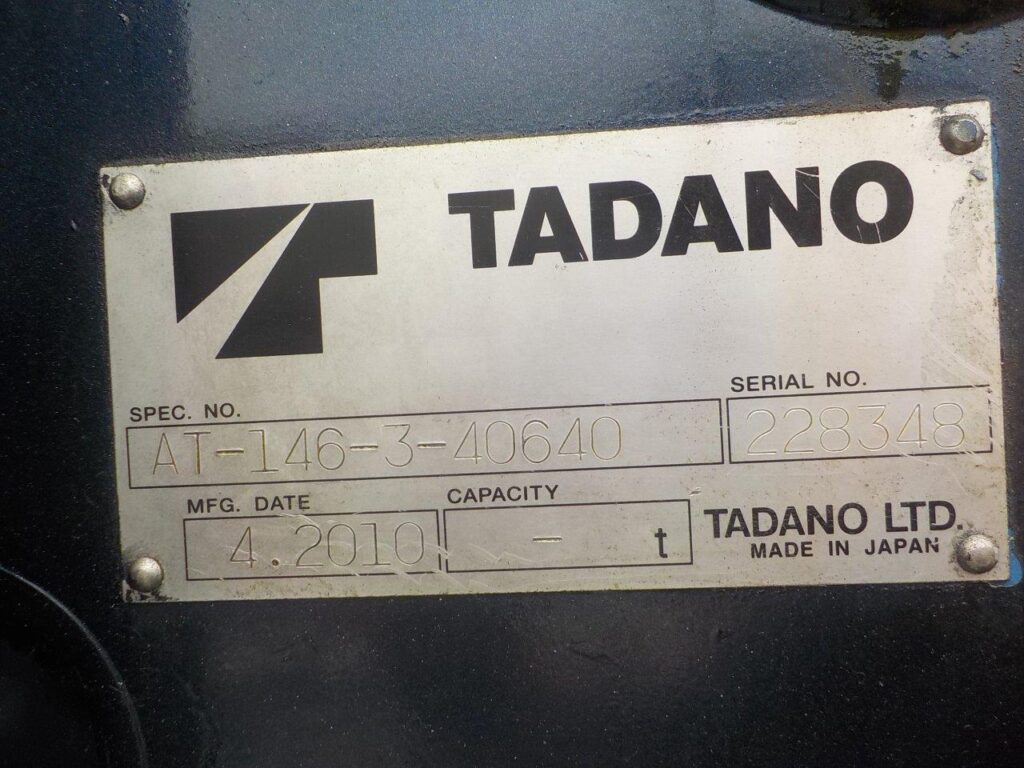 TADANO
SPEC. NO.
AT-146-3-40640
SERIAL NO.
228348
MFG. DATE
4.2010
CAPACITY
- t
TADANO LTD.
MADE IN JAPAN